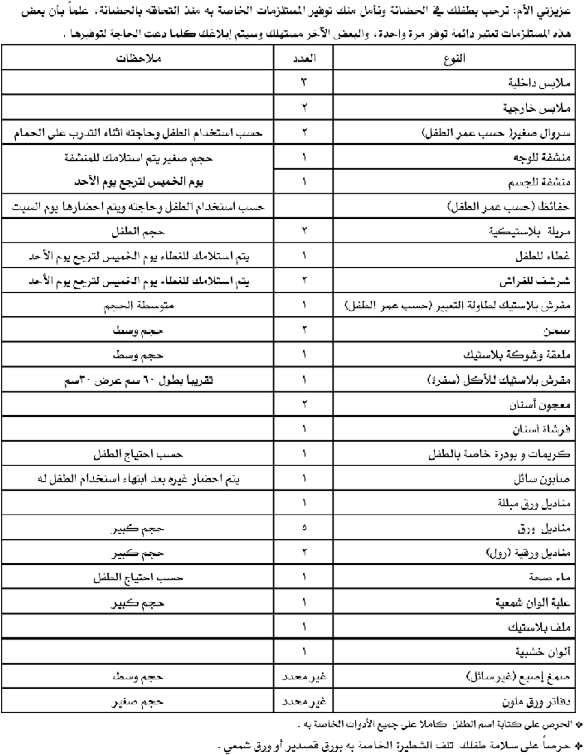 عزيزتي الأم: ترحب بطفلك في الحضانة ونأمل منك توفير المستلزمات الخاصة به منذ التحاقه بالحضانة، علماً بأن بعض
هذه المستلزمات تعتبر دائمة توفر مرة واحدة، والبعض الآخر مستهلك وسيتم إبلاغك كلما دعت الحاجة لتوفيرها .
النوع العدد ملاحظات
ملابس داخلية ٣
ملابس خارجية ٢
سروال صغير( حسب عمر الطفل) ٢ حسب استخدام الطفل وحاجته اثناء التدرب على الحمام
منشفة للوجه ١ حجم صغير يتم استلامك للمنشفة
منشفة للجسم ١ يوم الخميس لترجع يوم الأحد
حفائظ (حسب عمر الطفل) حسب استخدام الطفل وحاجته ويتم احضارها يوم السبت
مريلة بلاستيكية ٢ حجم الطفل
غطاء للطفل ١ يتم استلامك للغطاء يوم الخميس لترجع يوم الأحد
شرشف للفراش ٢ يتم استلامك للغطاء يوم الخميس لترجع يوم الأحد
مفرش بلاستيك لطاولة التعبير (حسب عمر الطفل) ١ متوسطة الحجم
صحن ٢ حجم وسط
ملعقة وشوكة بلاستيك ١ حجم وسط
مفرش بلاستيك للأكل (سفرة) ١ تقريباً بطول ٦٠ سم عرض ٣٠سم
معجون أسنان ٢
فرشاة اسنان ١
كريمات و بودرة خاصة بالطفل ١ حسب احتياج الطفل
صابون سائل ١ يتم احضار غيره بعد ابتهاء استخدام الطفل له
مناديل ورق مبللة ١
مناديل ورق ٥ حجم كبير
مناديل ورقية (رول) ٢ حجم كبير
ماء صحة ١ حسب احتياج الطفل
علبة ألوان شمعية ١ حجم كبير
ملف بلاستيك ١
ألوان خشبية ١
صمغ إصبع (غير سائل) غير محدد حجم وسط
دفاتر ورق ملون غير محدد حجم صغير
❖ الحرص على كتابة اسم الطفل كاملا على جميع الأدوات الخاصة به .
❖ حرصاً على سلامة طفلك تلف الشطيرة الخاصة به بورق قصدير أو ورق شمعي .